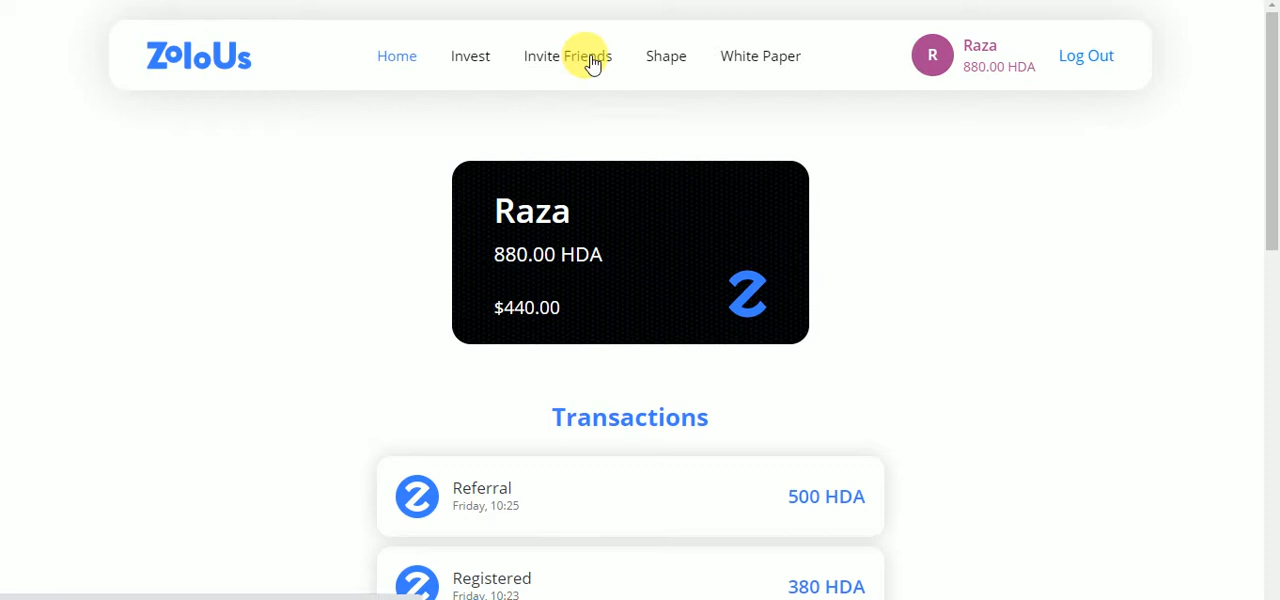 ZoloUs
Home Invest Invite Friends Shape White Paper
R
Raza
880.00 HDA
Log Out
Raza
880.00 HDA
$440.00
Transactions
Referral
Friday, 10:25
500 HDA
Registered
Friday, 10:23
380 HDA